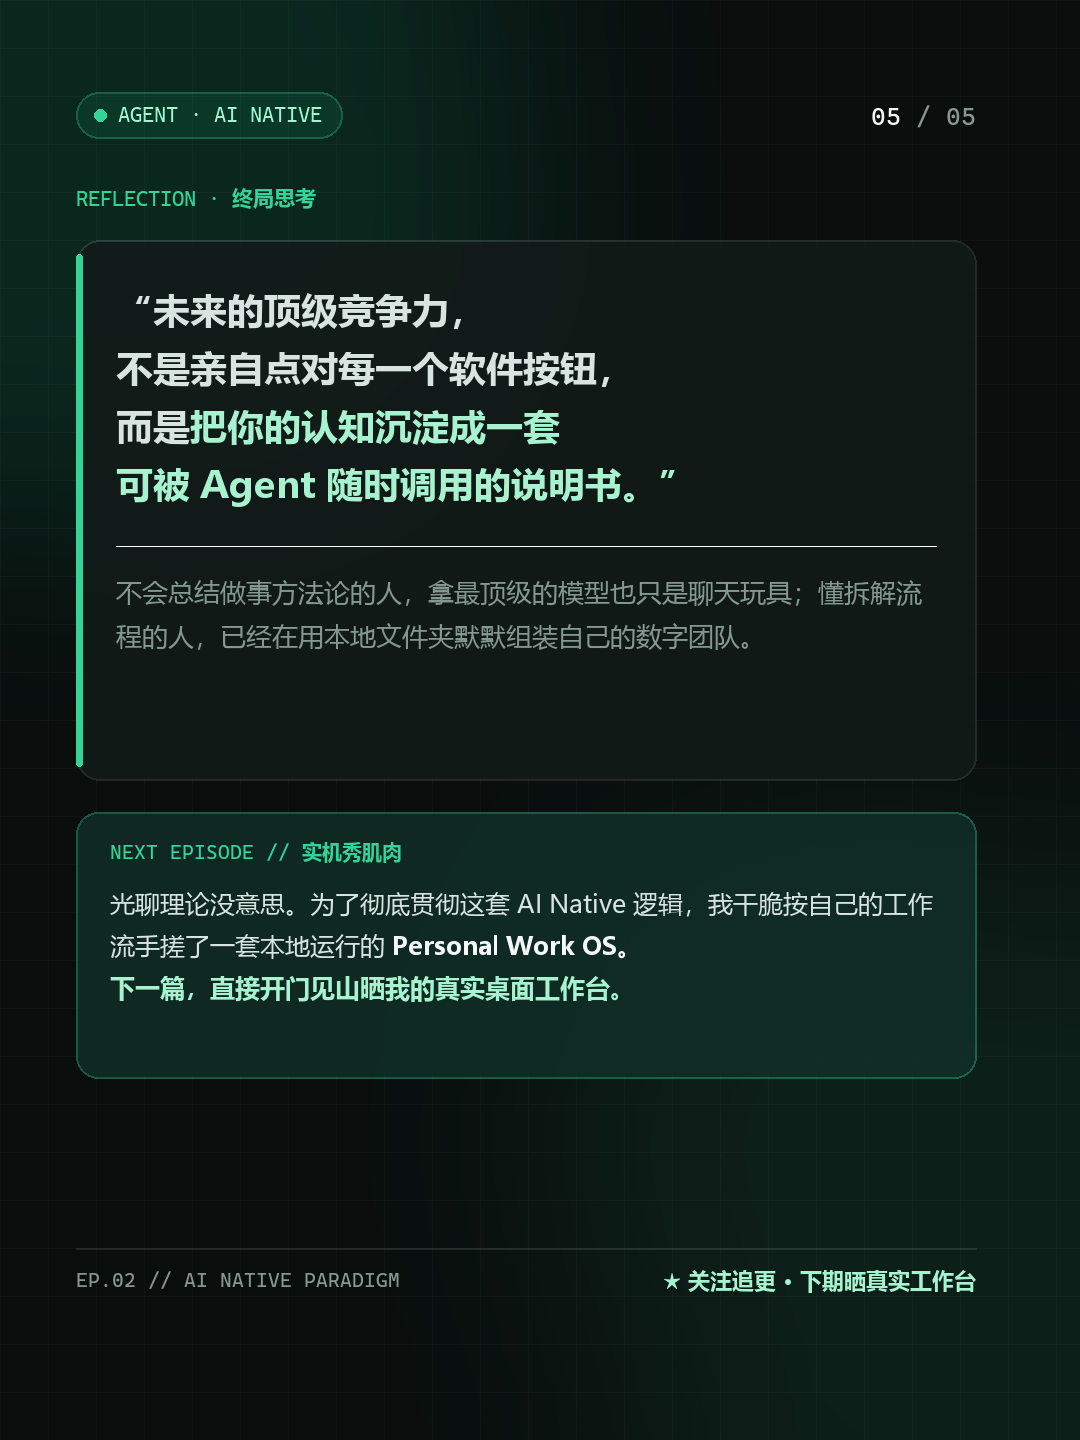 AGENT · AI NATIVE
05 / 05
REFLECTION · 终局思考
“未来的顶级竞争力，
不是亲自点对每一个软件按钮，
而是把你的认知沉淀成一套
可被 Agent 随时调用的说明书。”
不会总结做事方法论的人，拿最顶级的模型也只是聊天玩具；懂拆解流
程的人，已经在用本地文件夹默默组装自己的数字团队。
NEXT EPISODE // 实机秀肌肉
光聊理论没意思。为了彻底贯彻这套 AI Native 逻辑，我干脆按自己的工作
流手搓了一套本地运行的 Personal Work OS。
下一篇，直接开门见山晒我的真实桌面工作台。
EP.02 // AI NATIVE PARADIGM
★ 关注追更 · 下期晒真实工作台